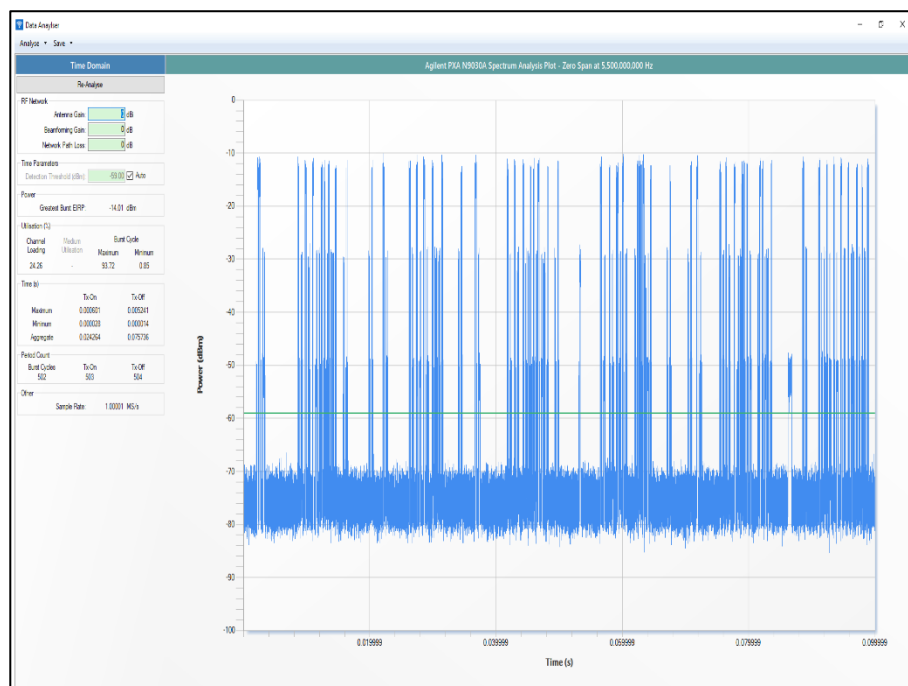 Data Anaylser
Analyse Save
Time Domain
Agilent PXA N9030A Spectrum Analysis Plot - Zero Span at 5,500,000,000 Hz
Re-Analyse
RF Network
Antenna Gain: dB
Beamforming Gain: 0 dB
Network Path Loss: 0 dB
Time Parameters
Detection Threshold (dBm): -59.00 Auto
Power
Greatest Burst EIRP: -14.01 dBm
Utilisation (%)
Channel Loading Medium Utilisation Burst Cycle
Maximum Minimum
24.26 - 93.72 0.85
Time (s)
Tx-On Tx-Off
Maximum 0.000601 0.005241
Minimum 0.000020 0.000014
Aggregate 0.024264 0.075736
Period Count
Burst Cycles Tx-On Tx-Off
502 503 504
Other
Sample Rate: 1.00001 MS/s
Power (dBm)
0
-10
-20
-30
-40
-50
-60
-70
-80
-90
-100
0.019999 0.039999 0.059999 0.079999 0.099999
Time (s)